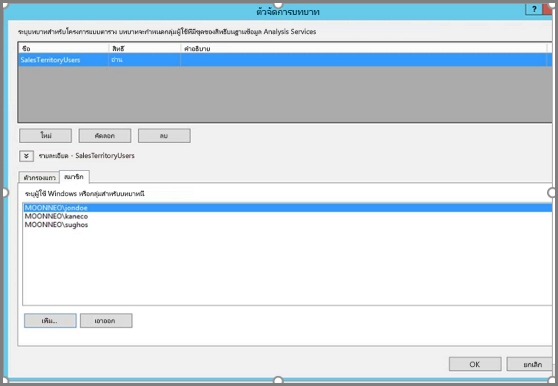 ตัวจัดการบทบาท
?
ระบุบทบาทสำหรับโครงการแบบตาราง บทบาทจะกำหนดกลุ่มผู้ใช้ที่มีชุดของสิทธิ์บนฐานข้อมูล Analysis Services
ชื่อ สิทธิ์ คำอธิบาย
SalesTerritoryUsers อ่าน
ใหม่ คัดลอก ลบ
รายละเอียด - SalesTerritoryUsers
ตัวกรองแถว สมาชิก
ระบุผู้ใช้ Windows หรือกลุ่มสำหรับบทบาทนี้
MOONNEO\jondoe
MOONNEO\kaneco
MOONNEO\sughos
เพิ่ม... เอาออก
OK ยกเลิก